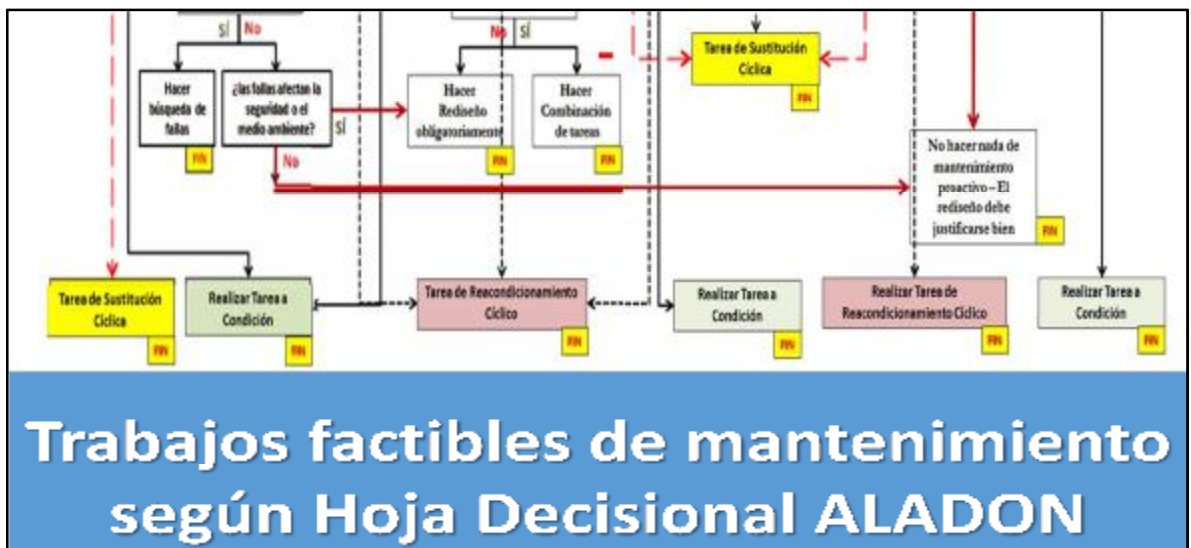 SÍ No
No SÍ
Tarea de Sustitución
Cíclica
FIN
Hacer
búsqueda de
fallas
FIN
¿las fallas afectan la
seguridad o el
medio ambiente?
SÍ
No
Hacer
Rediseño
obligatoriamente
FIN
Hacer
Combinación
de tareas
FIN
No hacer nada de
mantenimiento
proactivo – El
rediseño debe
justificarse bien
FIN
Tarea de Sustitución
Cíclica
FIN
Realizar Tarea a
Condición
FIN
Tarea de Reacondicionamiento
Cíclico
FIN
Realizar Tarea a
Condición
FIN
Realizar Tarea de
Reacondicionamiento Cíclico
FIN
Realizar Tarea a
Condición
FIN
Trabajos factibles de mantenimiento
según Hoja Decisional ALADON